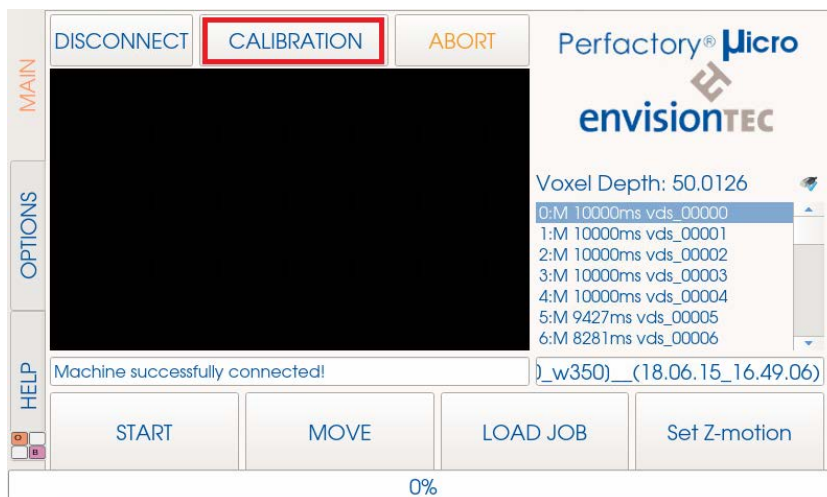 DISCONNECT
CALIBRATION
ABORT
Perfactory® µicro
envisionTEC
MAIN
OPTIONS
HELP
Voxel Depth: 50.0126
0:M 10000ms vds_00000
1:M 10000ms vds_00001
2:M 10000ms vds_00002
3:M 10000ms vds_00003
4:M 10000ms vds_00004
5:M 9427ms vds_00005
6:M 8281ms vds_00006
Machine successfully connected!
)_w350)__(18.06.15_16.49.06)
O
B
START
MOVE
LOAD JOB
Set Z-motion
0%